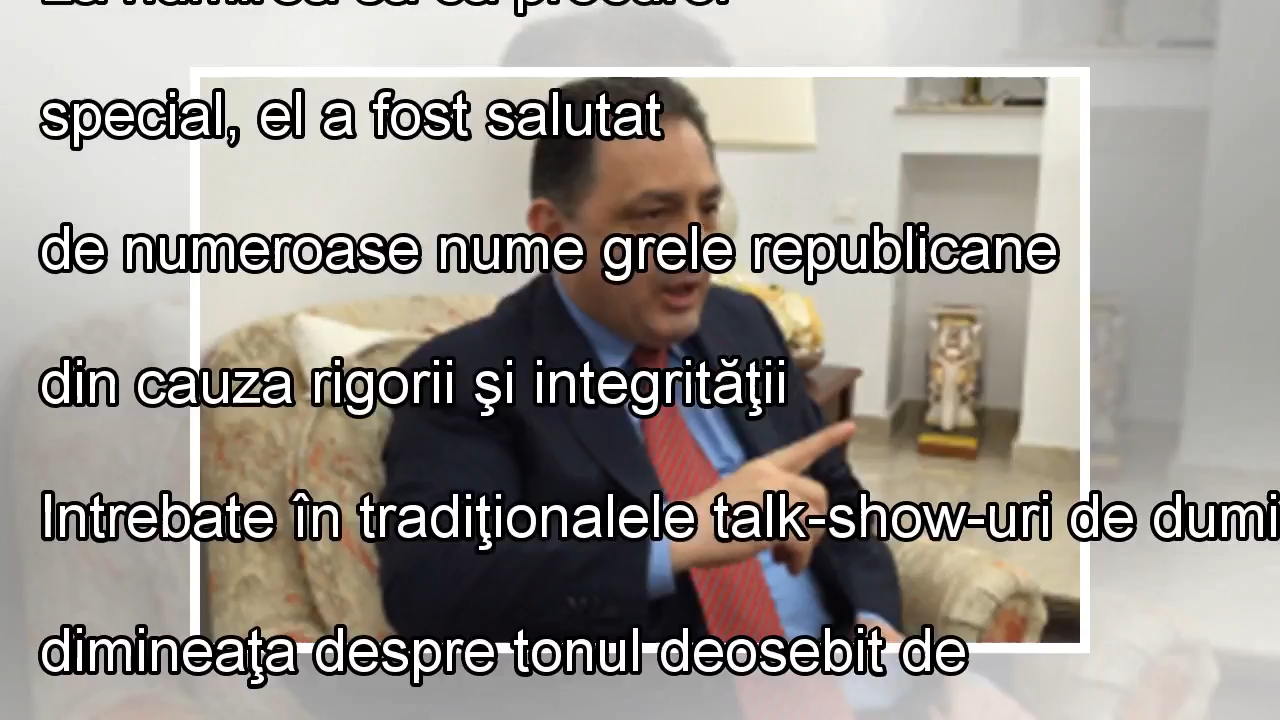 special, el a fost salutat
de numeroase nume grele republicane
din cauza rigorii şi integrităţii
Intrebate în tradiţionalele talk-show-uri de dumi
dimineaţa despre tonul deosebit de